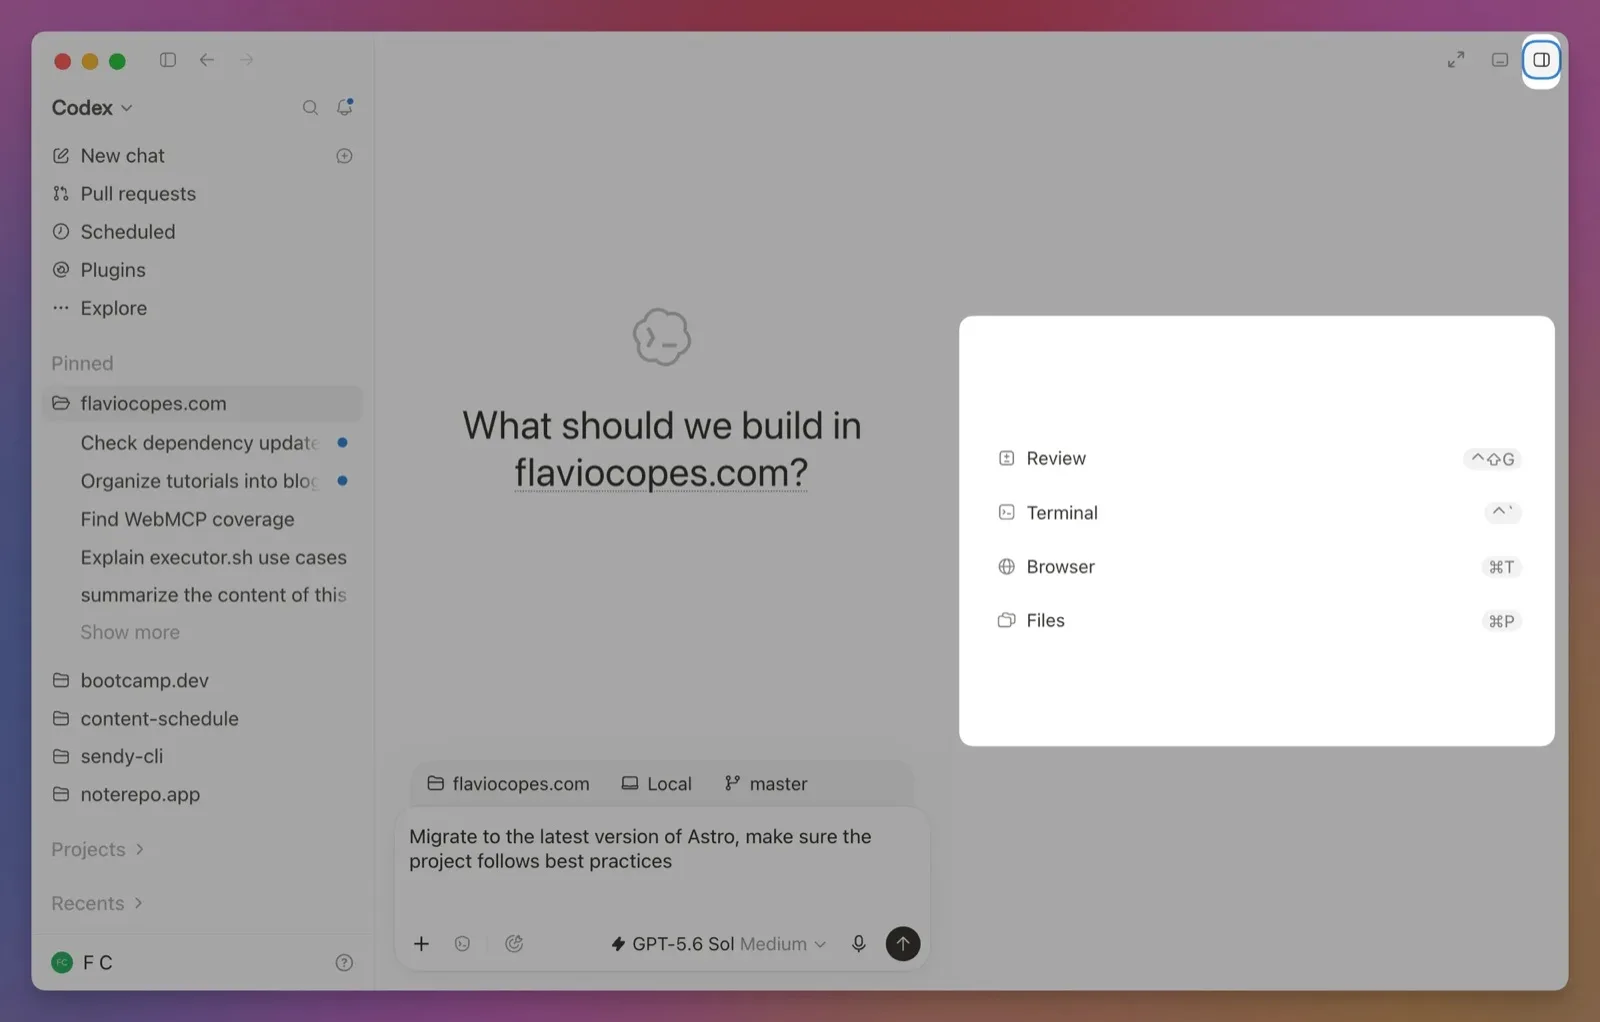 Codex
New chat
Pull requests
Scheduled
Plugins
Explore
Pinned
flaviocopes.com
Check dependency update
Organize tutorials into blog
Find WebMCP coverage
Explain executor.sh use cases
summarize the content of this
Show more
bootcamp.dev
content-schedule
sendy-cli
noterepo.app
Projects
Recents
FC F C
What should we build in
flaviocopes.com?
flaviocopes.com Local master
Migrate to the latest version of Astro, make sure the
project follows best practices
GPT-5.6 Sol Medium
Review ^⇧G
Terminal ^`
Browser ⌘T
Files ⌘P